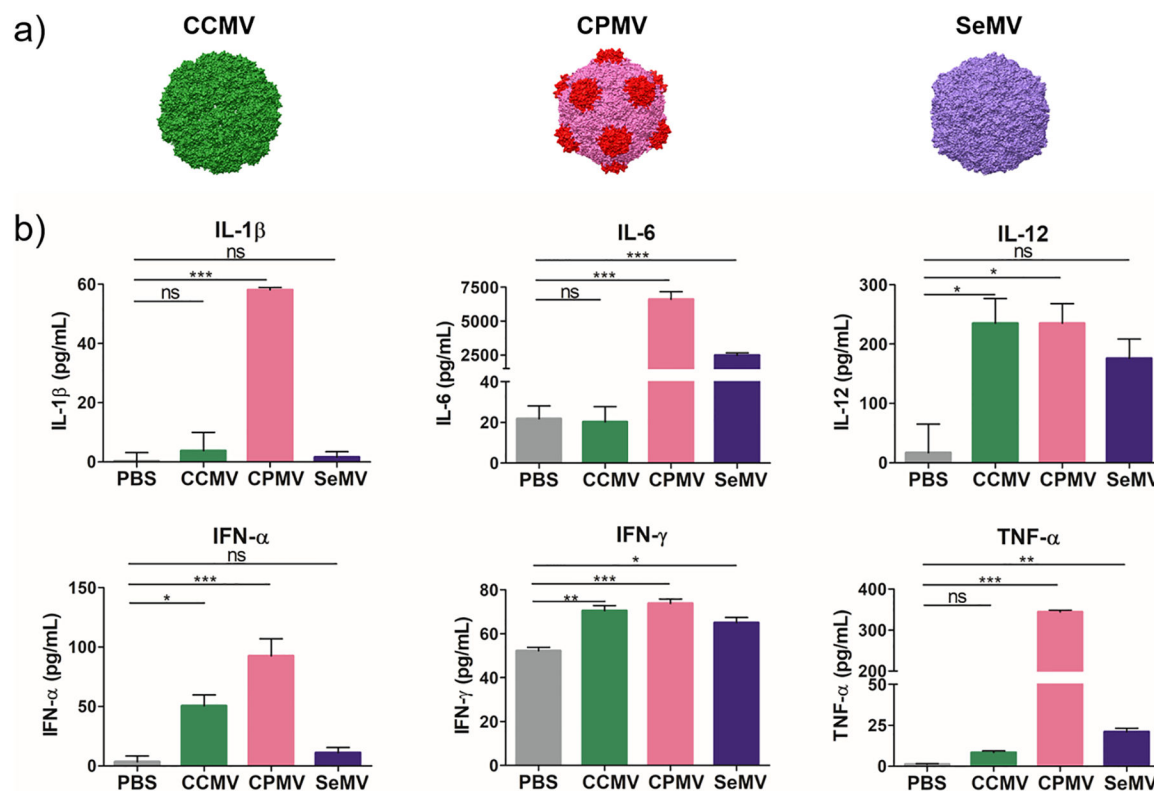 a)
CCMV CPMV SeMV
b)
IL-1β
ns
***
ns
IL-1β (pg/mL)
60
40
20
0
PBS CCMV CPMV SeMV
IL-6
***
***
ns
IL-6 (pg/mL)
7500
5000
2500
40
20
0
PBS CCMV CPMV SeMV
IL-12
ns
*
*
IL-12 (pg/mL)
300
200
100
0
PBS CCMV CPMV SeMV
IFN-α
ns
***
*
IFN-α (pg/mL)
150
100
50
0
PBS CCMV CPMV SeMV
IFN-γ
*
***
**
IFN-γ (pg/mL)
80
60
40
20
0
PBS CCMV CPMV SeMV
TNF-α
**
***
ns
TNF-α (pg/mL)
400
300
200
50
25
0
PBS CCMV CPMV SeMV